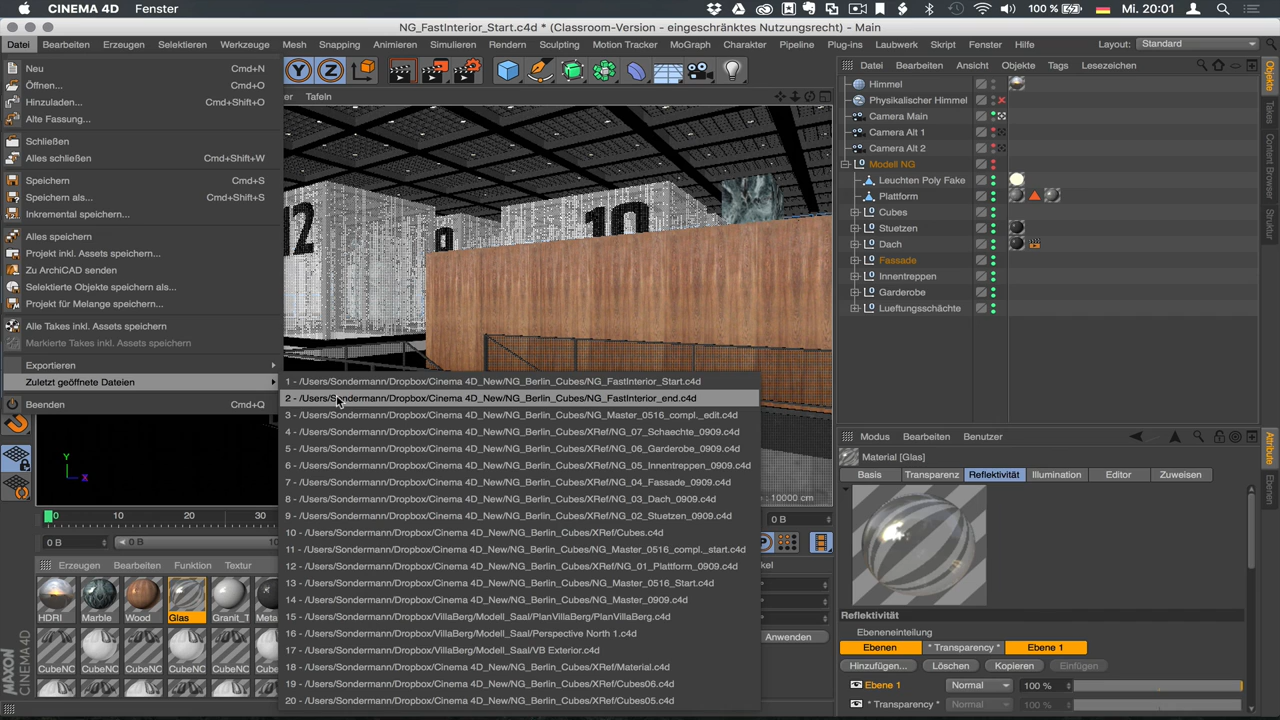 CINEMA 4D Fenster
100 % Mi. 20:01
NG_FastInterior_Start.c4d * (Classroom-Version - eingeschränktes Nutzungsrecht) - Main
Datei Bearbeiten Erzeugen Selektieren Werkzeuge Mesh Snapping Animieren Simulieren Rendern Sculpting Motion Tracker MoGraph Charakter Pipeline Plug-ins Laubwerk Skript Fenster Hilfe Layout: Standard
Neu Cmd+N
Öffnen... Cmd+O
Hinzuladen... Cmd+Shift+O
Alte Fassung...
Schließen
Alles schließen Cmd+Shift+W
Speichern Cmd+S
Speichern als... Cmd+Shift+S
Inkremental speichern...
Alles speichern
Projekt inkl. Assets speichern...
Zu ArchiCAD senden
Selektierte Objekte speichern als...
Projekt für Melange speichern...
Alle Takes inkl. Assets speichern
Markierte Takes inkl. Assets speichern
Exportieren
Zuletzt geöffnete Dateien
Beenden Cmd+Q
Y Z
er Tafeln
12 9 10
: 10000 cm
1 - /Users/Sondermann/Dropbox/Cinema 4D_New/NG_Berlin_Cubes/NG_FastInterior_Start.c4d
2 - /Users/Sondermann/Dropbox/Cinema 4D_New/NG_Berlin_Cubes/NG_FastInterior_end.c4d
3 - /Users/Sondermann/Dropbox/Cinema 4D_New/NG_Berlin_Cubes/NG_Master_0516_compl._edit.c4d
4 - /Users/Sondermann/Dropbox/Cinema 4D_New/NG_Berlin_Cubes/XRef/NG_07_Schaechte_0909.c4d
5 - /Users/Sondermann/Dropbox/Cinema 4D_New/NG_Berlin_Cubes/XRef/NG_06_Garderobe_0909.c4d
6 - /Users/Sondermann/Dropbox/Cinema 4D_New/NG_Berlin_Cubes/XRef/NG_05_Innentreppen_0909.c4d
7 - /Users/Sondermann/Dropbox/Cinema 4D_New/NG_Berlin_Cubes/XRef/NG_04_Fassade_0909.c4d
8 - /Users/Sondermann/Dropbox/Cinema 4D_New/NG_Berlin_Cubes/XRef/NG_03_Dach_0909.c4d
9 - /Users/Sondermann/Dropbox/Cinema 4D_New/NG_Berlin_Cubes/XRef/NG_02_Stuetzen_0909.c4d
10 - /Users/Sondermann/Dropbox/Cinema 4D_New/NG_Berlin_Cubes/XRef/Cubes.c4d
11 - /Users/Sondermann/Dropbox/Cinema 4D_New/NG_Berlin_Cubes/NG_Master_0516_compl._start.c4d
12 - /Users/Sondermann/Dropbox/Cinema 4D_New/NG_Berlin_Cubes/XRef/NG_01_Plattform_0909.c4d
13 - /Users/Sondermann/Dropbox/Cinema 4D_New/NG_Berlin_Cubes/NG_Master_0516_Start.c4d
14 - /Users/Sondermann/Dropbox/Cinema 4D_New/NG_Berlin_Cubes/NG_Master_0909.c4d
15 - /Users/Sondermann/Dropbox/VillaBerg/Modell_Saal/PlanVillaBerg/PlanVillaBerg.c4d
16 - /Users/Sondermann/Dropbox/VillaBerg/Modell_Saal/Perspective North 1.c4d
17 - /Users/Sondermann/Dropbox/VillaBerg/Modell_Saal/VB Exterior.c4d
18 - /Users/Sondermann/Dropbox/Cinema 4D_New/NG_Berlin_Cubes/XRef/Material.c4d
19 - /Users/Sondermann/Dropbox/Cinema 4D_New/NG_Berlin_Cubes/XRef/Cubes06.c4d
20 - /Users/Sondermann/Dropbox/Cinema 4D_New/NG_Berlin_Cubes/XRef/Cubes05.c4d
Y
X
0 10 20 30
0 B 0 B 10
0 B
Erzeugen Bearbeiten Funktion Textur
HDRI Marble Wood Glas Granit_T Metal
CubeNC CubeNC CubeNC CubeNC CubeNC CubeN
MAXON
kel
Anwenden
Datei Bearbeiten Ansicht Objekte Tags Lesezeichen
Himmel
Physikalischer Himmel
Camera Main
Camera Alt 1
Camera Alt 2
Modell NG
Leuchten Poly Fake
Plattform
Cubes
Stuetzen
Dach
Fassade
Innentreppen
Garderobe
Lueftungsschächte
Objekte
Takes
Content Browser
Struktur
Modus Bearbeiten Benutzer
Material [Glas]
Basis Transparenz Reflektivität Illumination Editor Zuweisen
Reflektivität
Ebeneneinteilung
Ebenen * Transparency * Ebene 1
Hinzufügen... Löschen Kopieren Einfügen
Ebene 1 Normal 100 %
* Transparency * Normal 100 %
Attribute
Ebenen